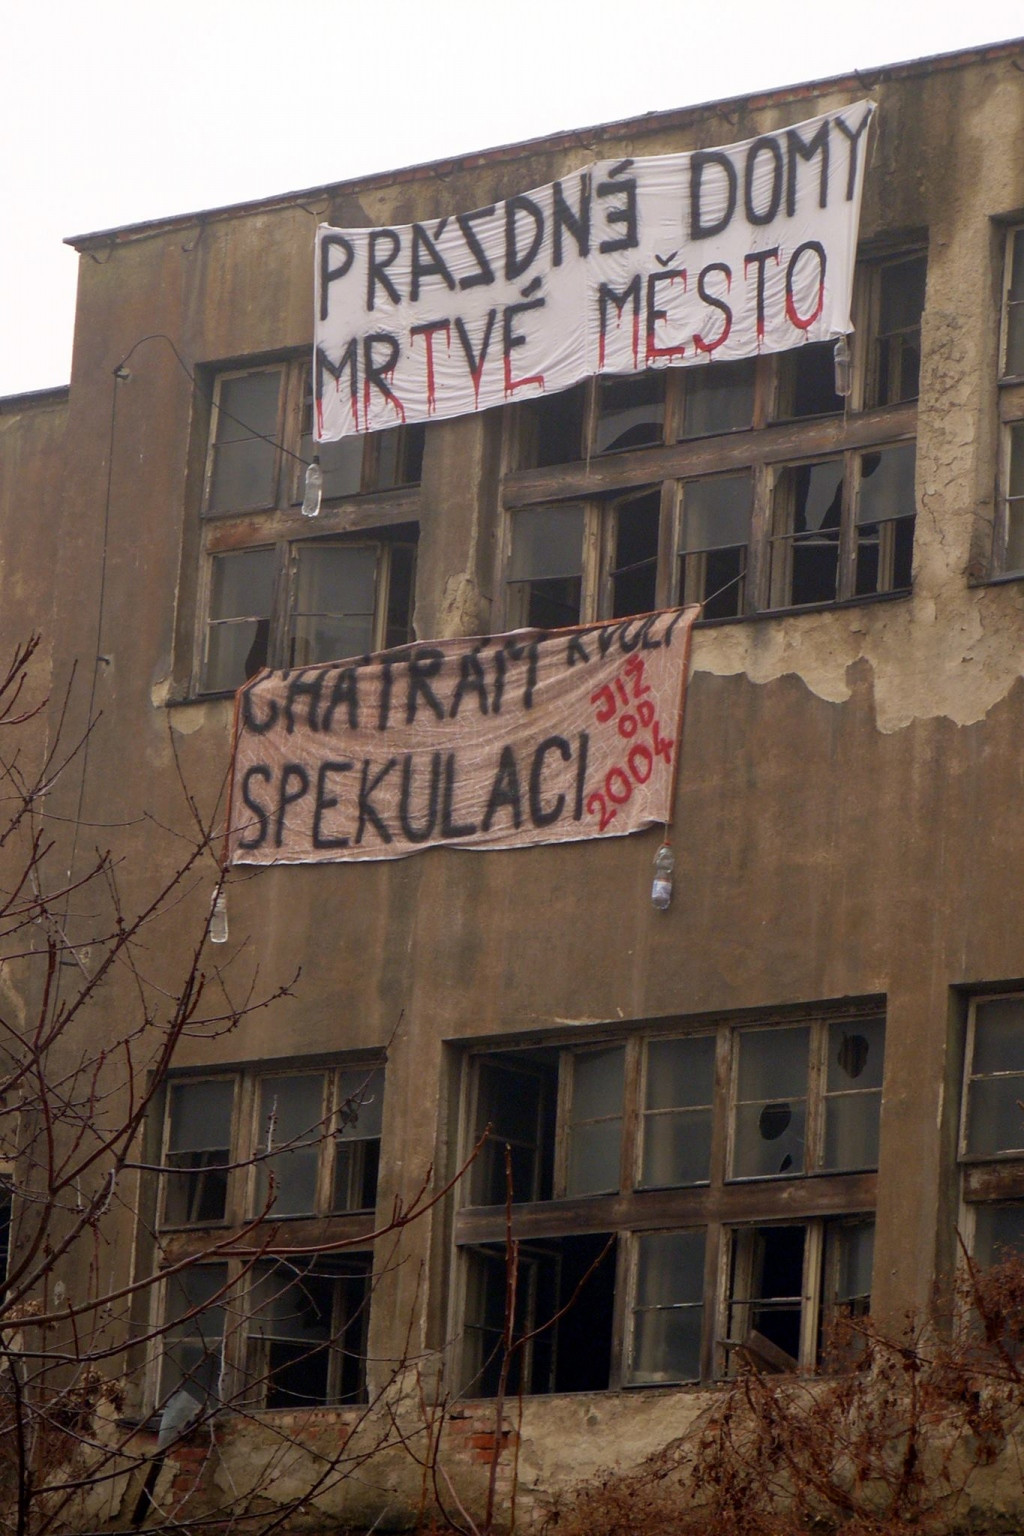 PRÁZDNÉ DOMY
MRTVÉ MĚSTO
CHÁTRÁM KVŮLI
SPEKULACI
JIŽ
OD
2004